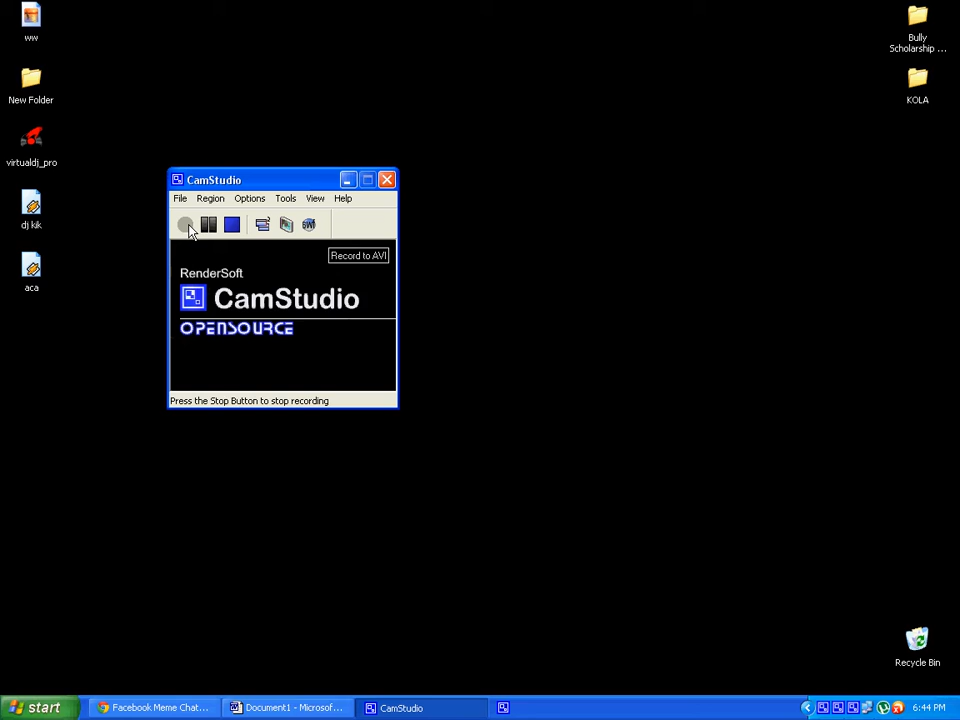 ww
New Folder
virtualdj_pro
dj kik
aca
Bully
Scholarship ...
KOLA
CamStudio
File Region Options Tools View Help
SWF
Record to AVI
RenderSoft
CamStudio
OPENSOURCE
Press the Stop Button to stop recording
Recycle Bin
start
Facebook Meme Chat...
Document1 - Microsof...
CamStudio
6:44 PM